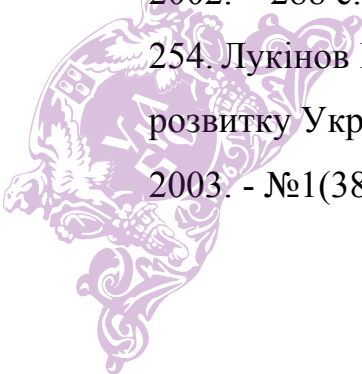 2002. – 288 с.
254. Лукінов І
розвитку Укр
2003. - №1(38